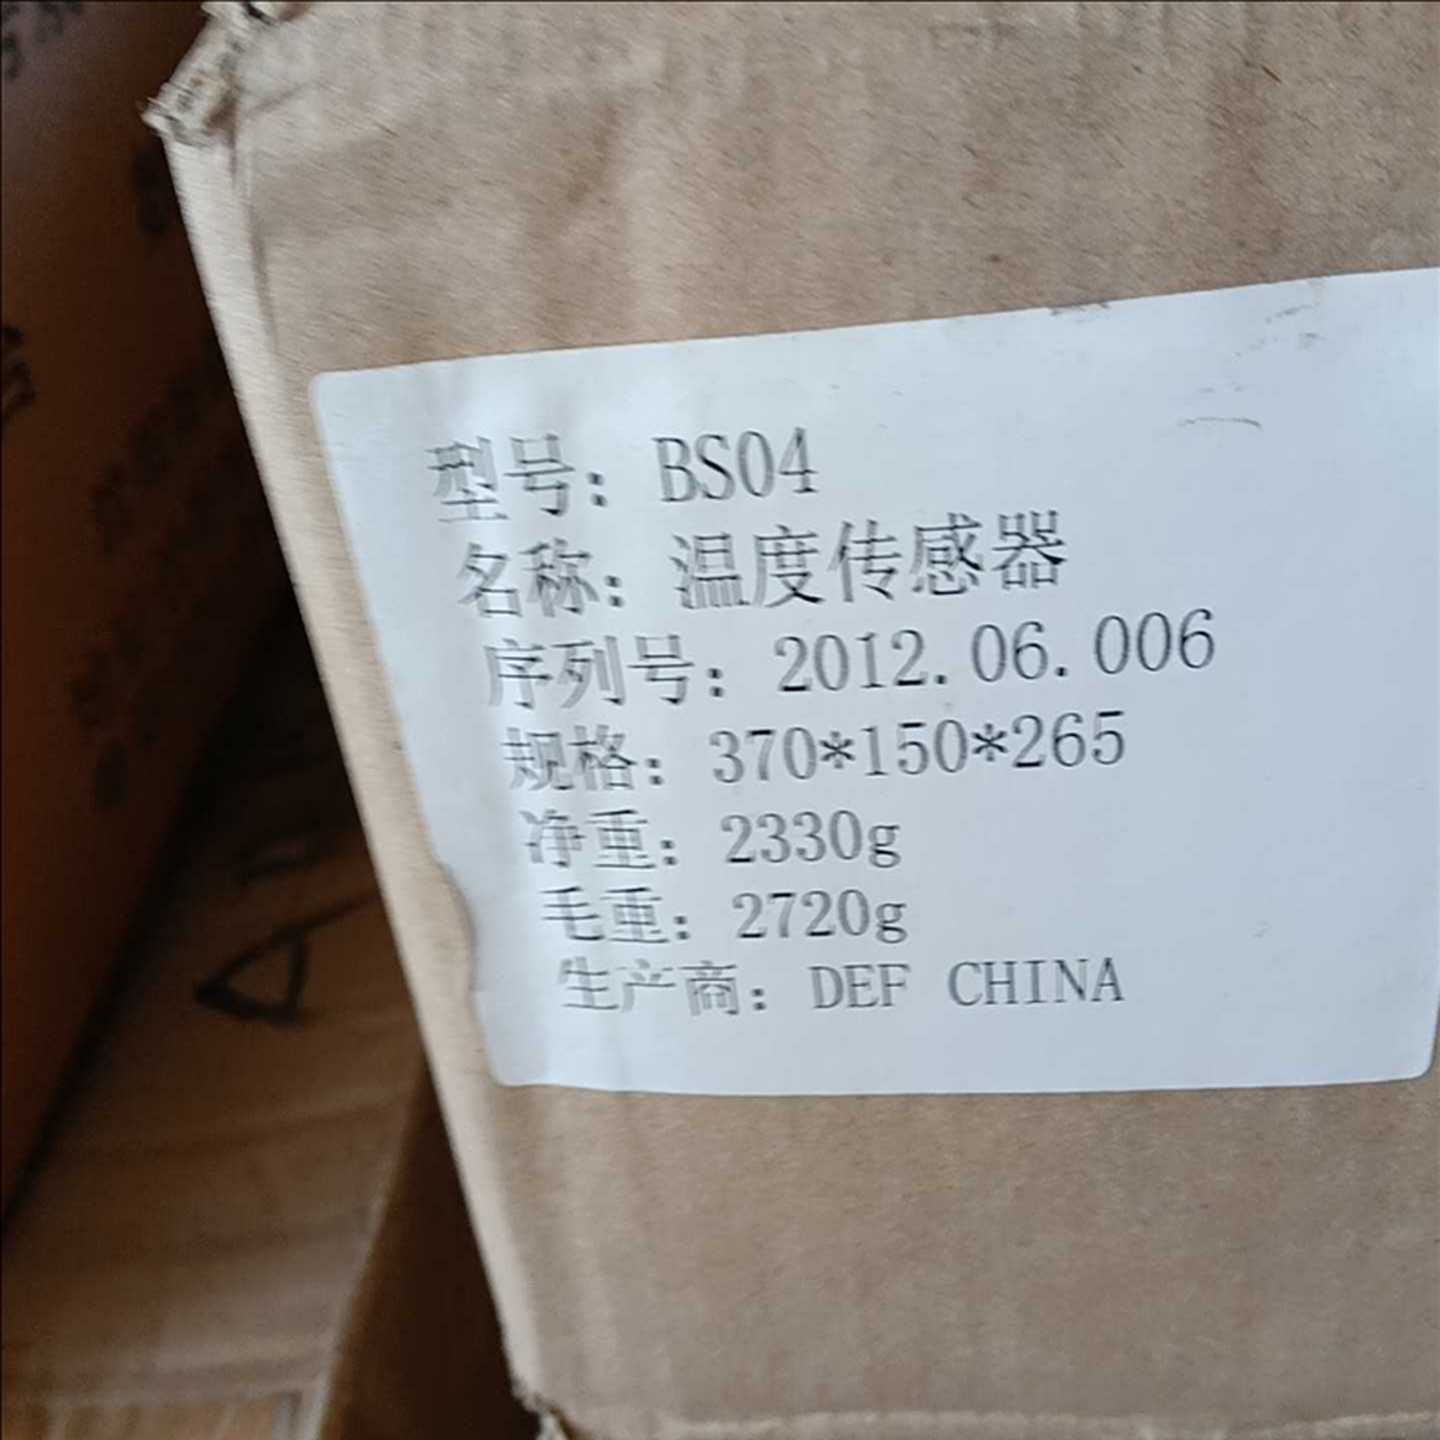 型号：BS04
名称：温度传感器
序列号：2012.06.006
规格：370*150*265
净重：2330g
毛重：2720g
生产商：DEF CHINA